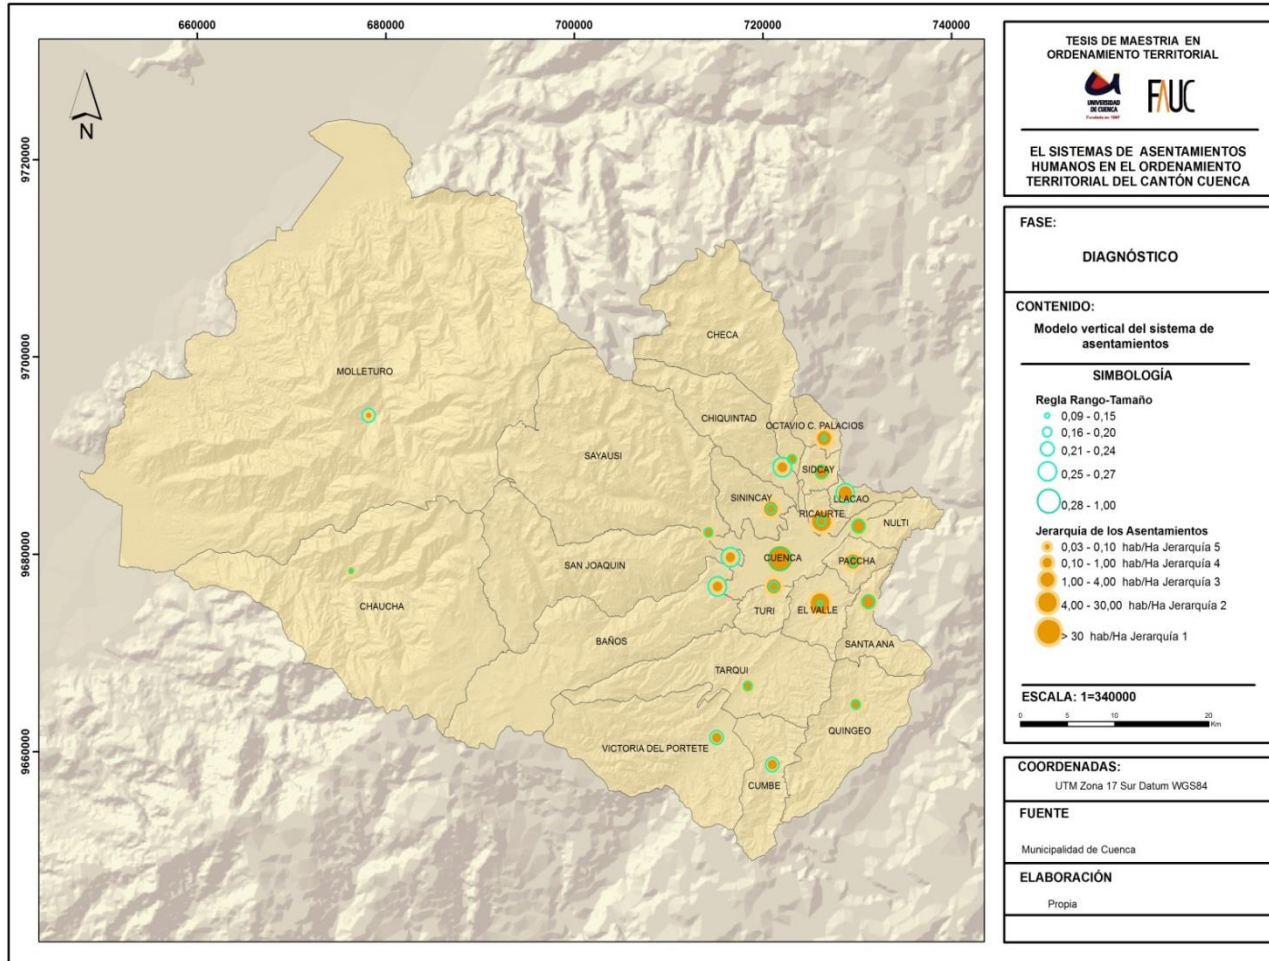 660000
680000
700000
720000
740000
9720000
9700000
9680000
9660000
N
MOLLETURO
CHECA
CHIQUINTAD
OCTAVIO C. PALACIOS
SAYAUSI
SIDCAY
SININCAY
LLACAO
RICAURTE
NULTI
CUENCA
PACCHA
SAN JOAQUIN
CHAUCHA
TURI
EL VALLE
BAÑOS
SANTA ANA
TARQUI
QUINGEO
VICTORIA DEL PORTETE
CUMBE
TESIS DE MAESTRIA EN
ORDENAMIENTO TERRITORIAL
UNIVERSIDAD
DE CUENCA
FAUC
EL SISTEMAS DE ASENTAMIENTOS
HUMANOS EN EL ORDENAMIENTO
TERRITORIAL DEL CANTÓN CUENCA
FASE:
DIAGNÓSTICO
CONTENIDO:
Modelo vertical del sistema de
asentamientos
SIMBOLOGÍA
Regla Rango-Tamaño
0,09 - 0,15
0,16 - 0,20
0,21 - 0,24
0,25 - 0,27
0,28 - 1,00
Jerarquía de los Asentamientos
0,03 - 0,10 hab/Ha Jerarquía 5
0,10 - 1,00 hab/Ha Jerarquía 4
1,00 - 4,00 hab/Ha Jerarquía 3
4,00 - 30,00 hab/Ha Jerarquía 2
> 30 hab/Ha Jerarquía 1
ESCALA: 1=340000
0 5 10 20
Km
COORDENADAS:
UTM Zona 17 Sur Datum WGS84
FUENTE
Municipalidad de Cuenca
ELABORACIÓN
Propia